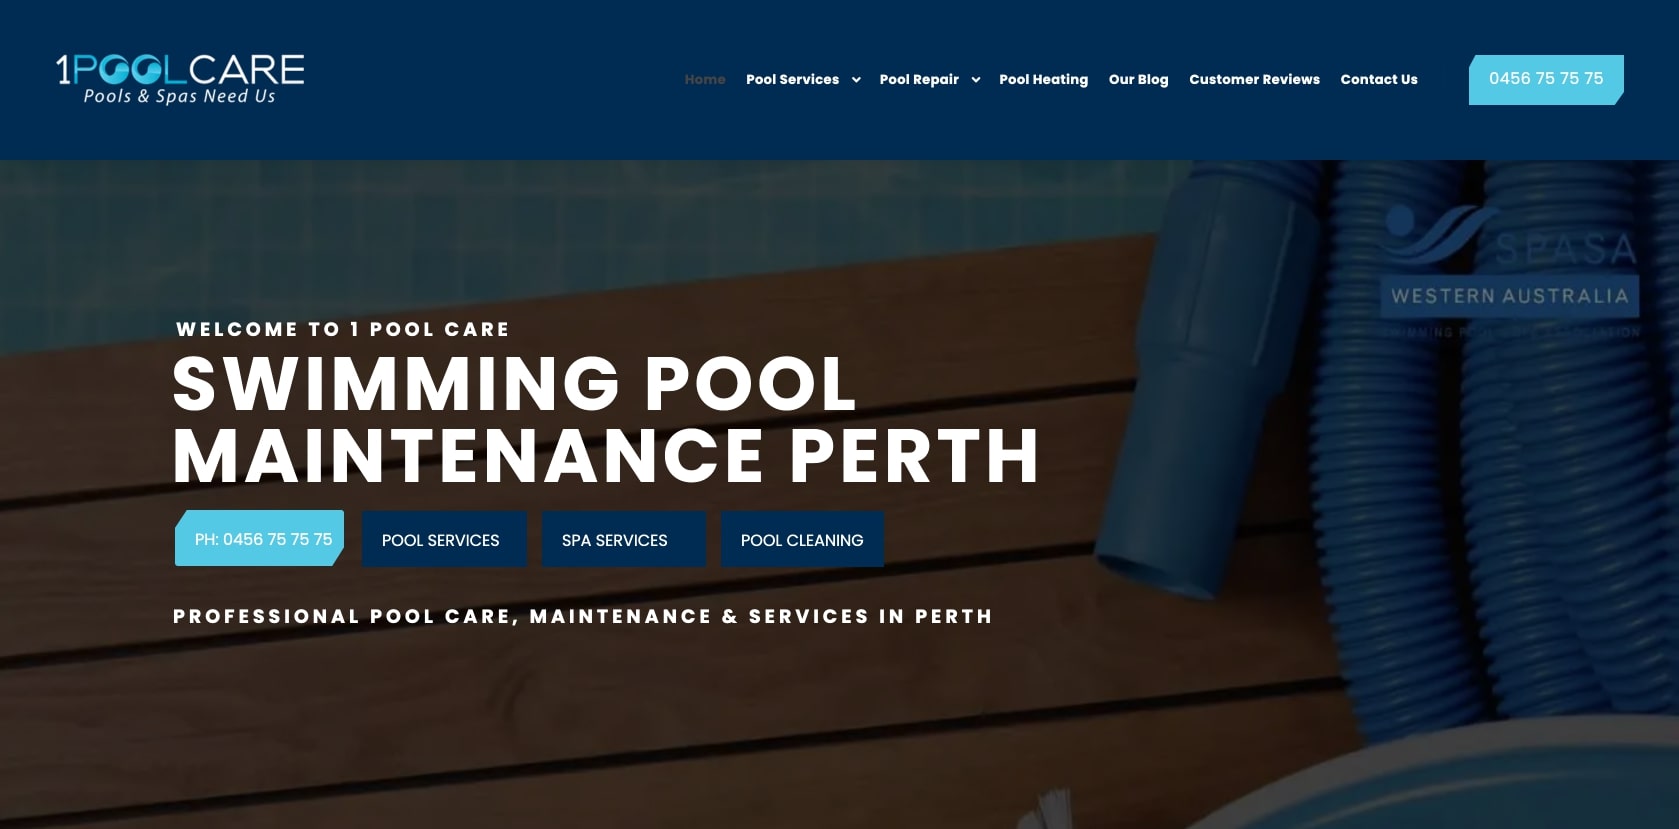 1POOLCARE
Pools & Spas Need Us
Home Pool Services Pool Repair Pool Heating Our Blog Customer Reviews Contact Us
0456 75 75 75
SPASA
WESTERN AUSTRALIA
WELCOME TO 1 POOL CARE
SWIMMING POOL
MAINTENANCE PERTH
PH: 0456 75 75 75
POOL SERVICES
SPA SERVICES
POOL CLEANING
PROFESSIONAL POOL CARE, MAINTENANCE & SERVICES IN PERTH